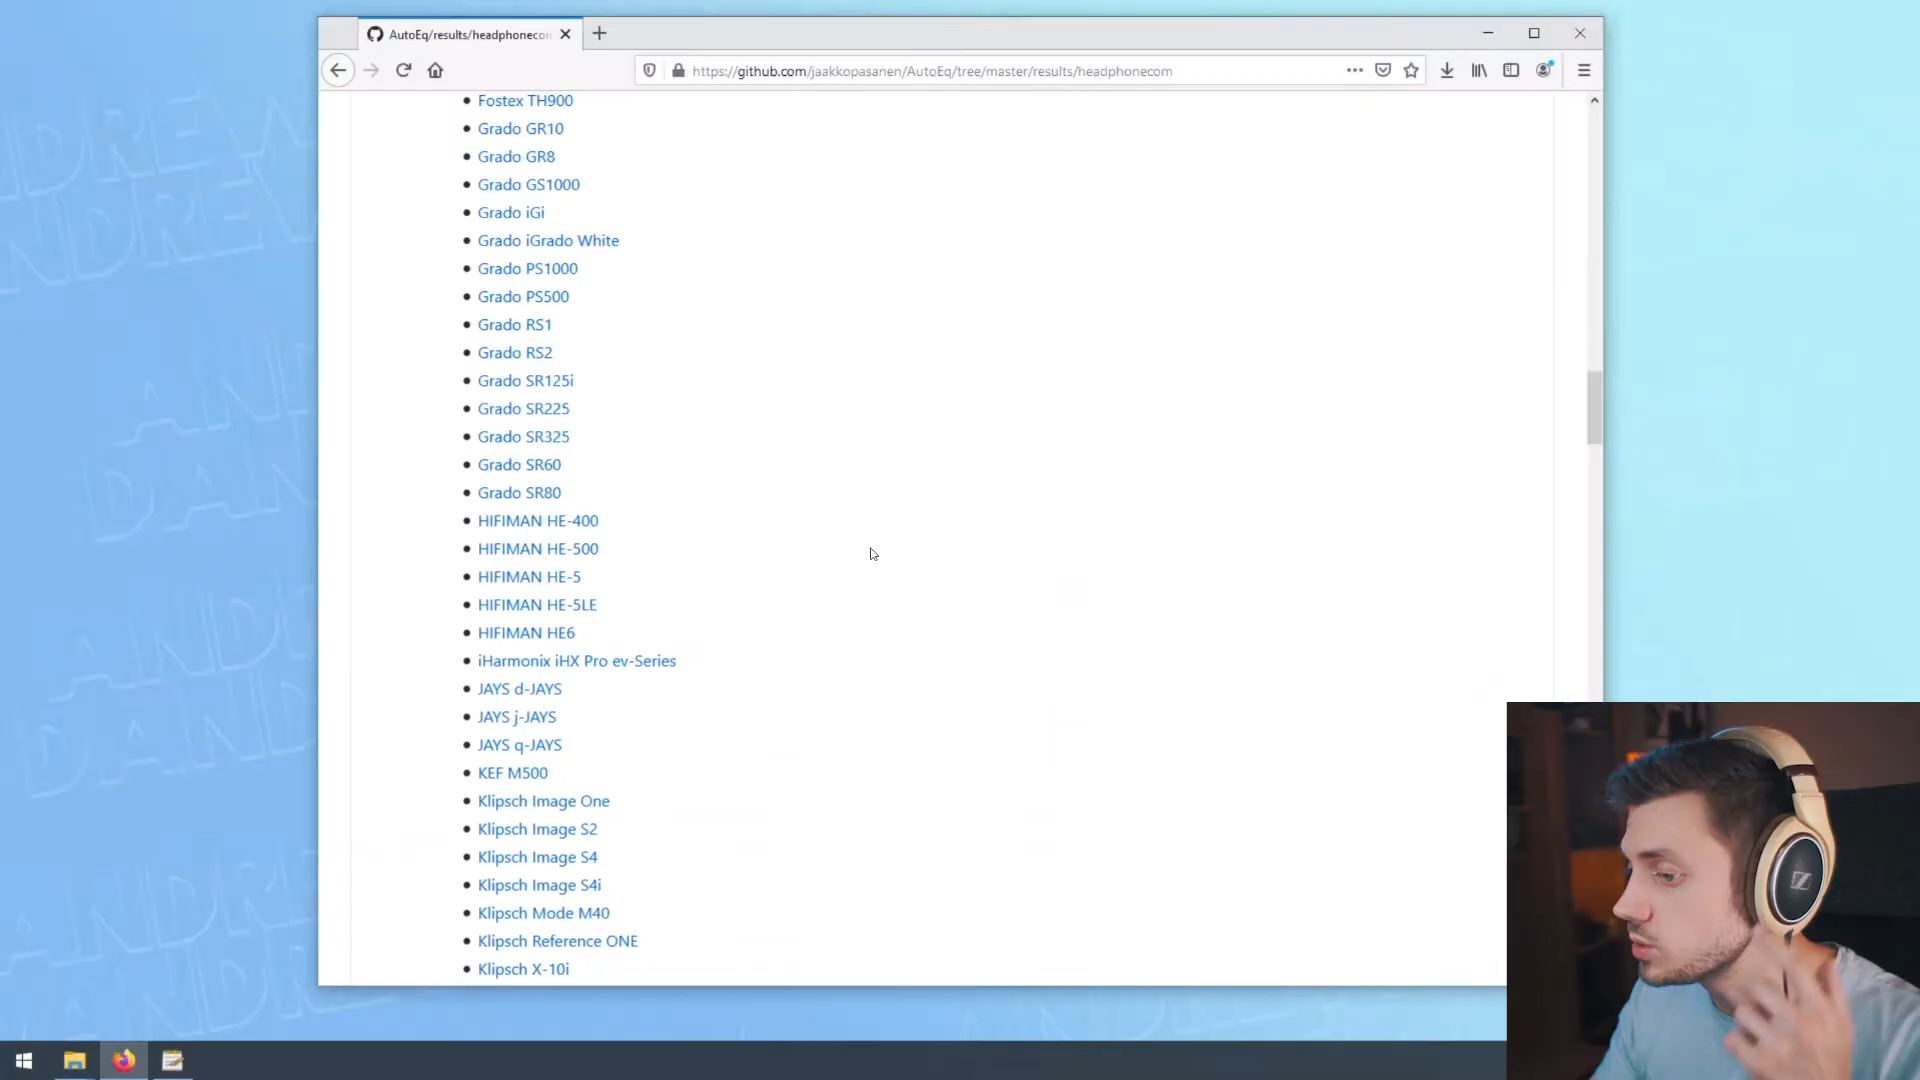 AutoEq/results/headphonecon
https://github.com/jaakkopasanen/AutoEq/tree/master/results/headphonecom
Fostex TH900
Grado GR10
Grado GR8
Grado GS1000
Grado iGi
Grado iGrado White
Grado PS1000
Grado PS500
Grado RS1
Grado RS2
Grado SR125i
Grado SR225
Grado SR325
Grado SR60
Grado SR80
HIFIMAN HE-400
HIFIMAN HE-500
HIFIMAN HE-5
HIFIMAN HE-5LE
HIFIMAN HE6
iHarmonix iHX Pro ev-Series
JAYS d-JAYS
JAYS j-JAYS
JAYS q-JAYS
KEF M500
Klipsch Image One
Klipsch Image S2
Klipsch Image S4
Klipsch Image S4i
Klipsch Mode M40
Klipsch Reference ONE
Klipsch X-10i